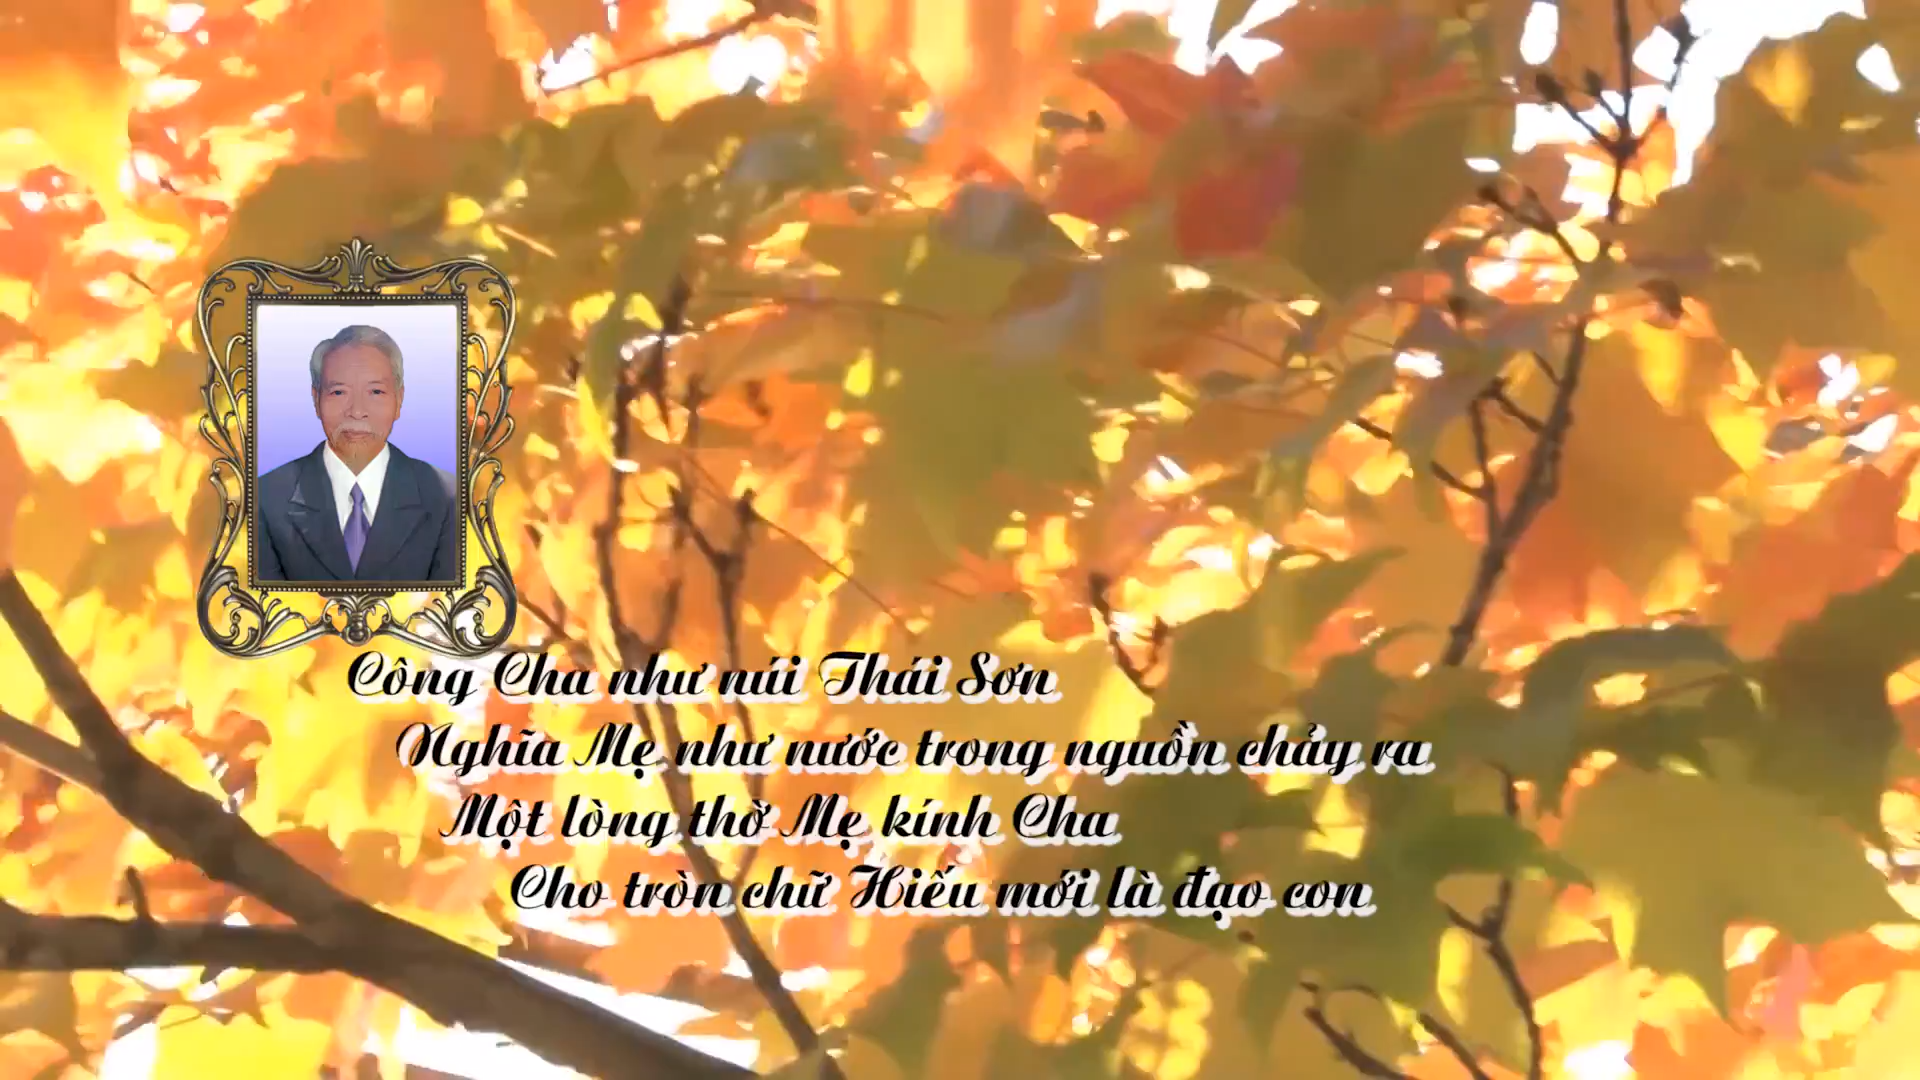 Công Cha như núi Thái Sơn
Nghĩa Mẹ như nước trong nguồn chảy ra
Một lòng thờ Mẹ kính Cha
Cho tròn chữ Hiếu mới là đạo con